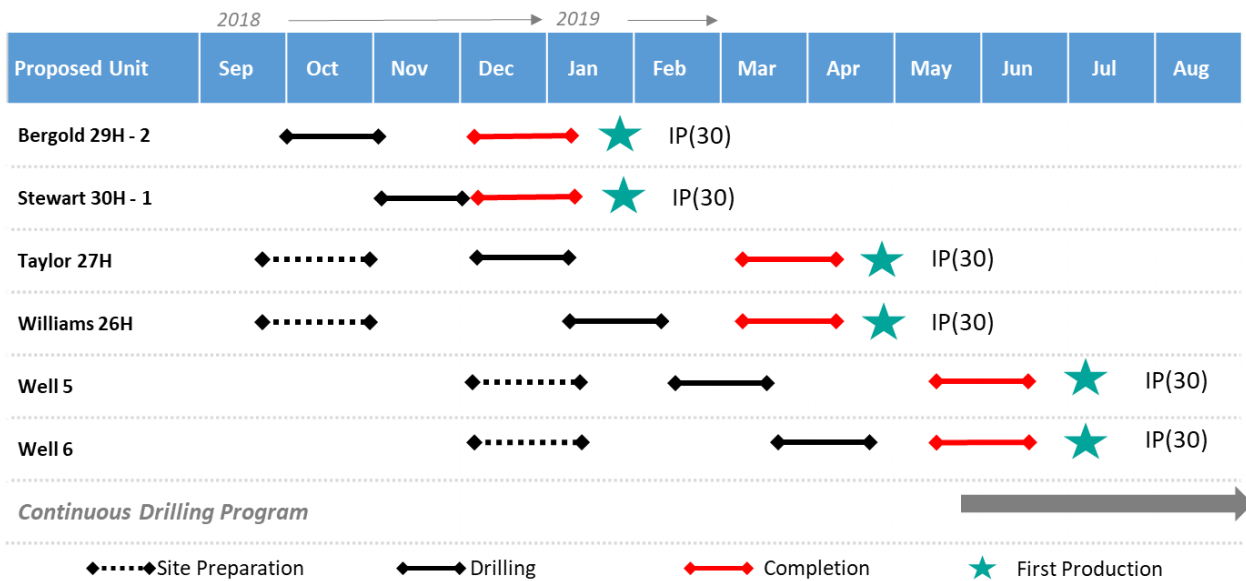 2018 2019
Proposed Unit Sep Oct Nov Dec Jan Feb Mar Apr May Jun Jul Aug
Bergold 29H - 2 IP(30)
Stewart 30H - 1 IP(30)
Taylor 27H IP(30)
Williams 26H IP(30)
Well 5 IP(30)
Well 6 IP(30)
Continuous Drilling Program
Site Preparation Drilling Completion First Production